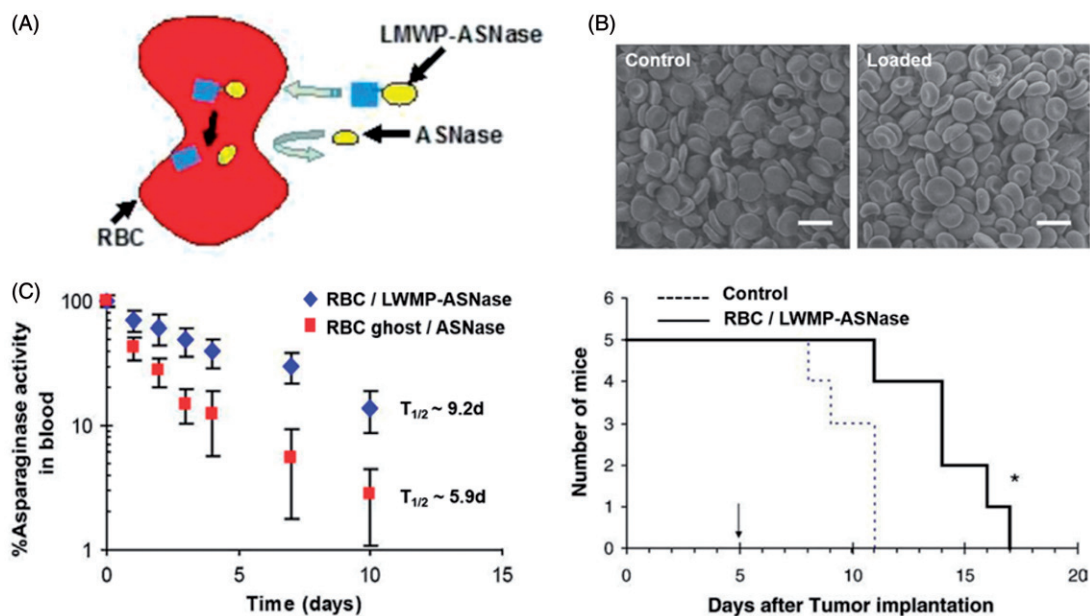 (A)
LMWP-ASNase
ASNase
RBC
(B)
Control
Loaded
(C)
%Asparaginase activity
in blood
100
10
1
0
5
10
15
Time (days)
RBC / LWMP-ASNase
RBC ghost / ASNase
T1/2 ~ 9.2d
T1/2 ~ 5.9d
Number of mice
6
5
4
3
2
1
0
0
5
10
15
20
Days after Tumor implantation
Control
RBC / LWMP-ASNase
*